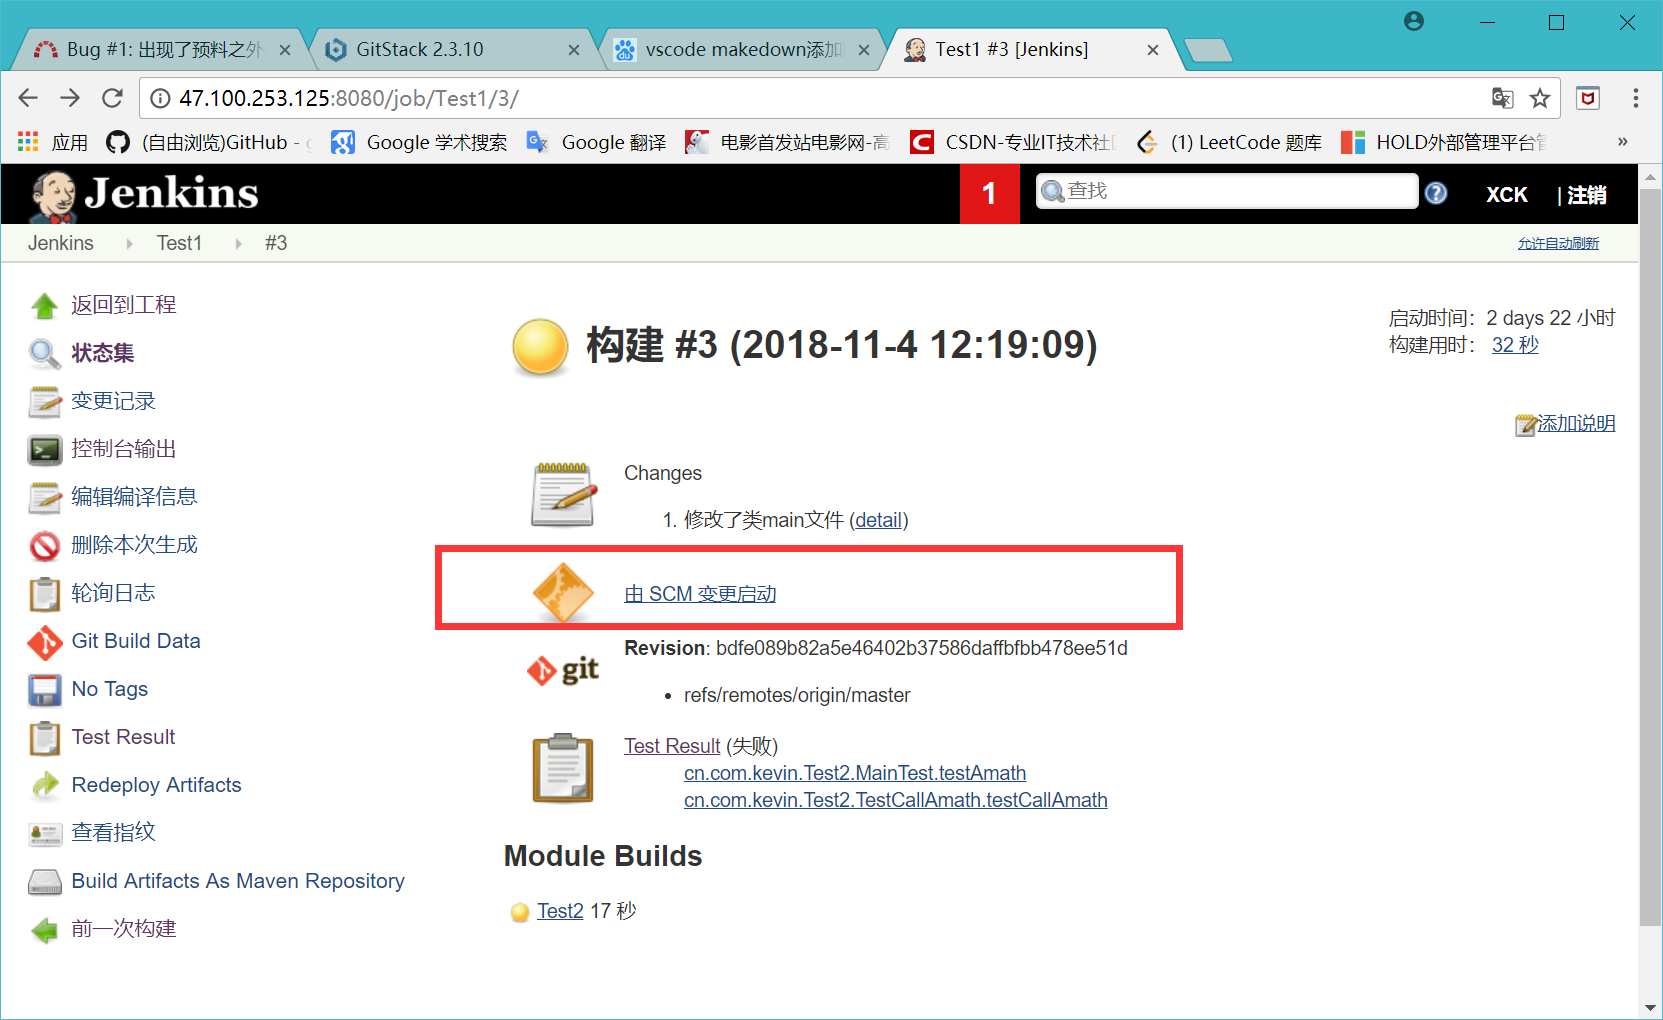 Bug #1: 出现了预料之外
GitStack 2.3.10
vscode makedown添加
Test1 #3 [Jenkins]
47.100.253.125:8080/job/Test1/3/
应用
(自由浏览)GitHub -
Google 学术搜索
Google 翻译
电影首发站电影网-高
CSDN-专业IT技术社
(1) LeetCode 题库
HOLD外部管理平台管
»
Jenkins
1
查找
XCK
| 注销
Jenkins
Test1
#3
允许自动刷新
返回到工程
状态集
变更记录
控制台输出
编辑编译信息
删除本次生成
轮询日志
Git Build Data
No Tags
Test Result
Redeploy Artifacts
查看指纹
Build Artifacts As Maven Repository
前一次构建
构建 #3 (2018-11-4 12:19:09)
启动时间: 2 days 22 小时
构建用时: 32 秒
添加说明
Changes
1. 修改了类main文件 (detail)
由 SCM 变更启动
git
Revision: bdfe089b82a5e46402b37586daffbfbb478ee51d
• refs/remotes/origin/master
Test Result (失败)
cn.com.kevin.Test2.MainTest.testAmath
cn.com.kevin.Test2.TestCallAmath.testCallAmath
Module Builds
Test2 17 秒